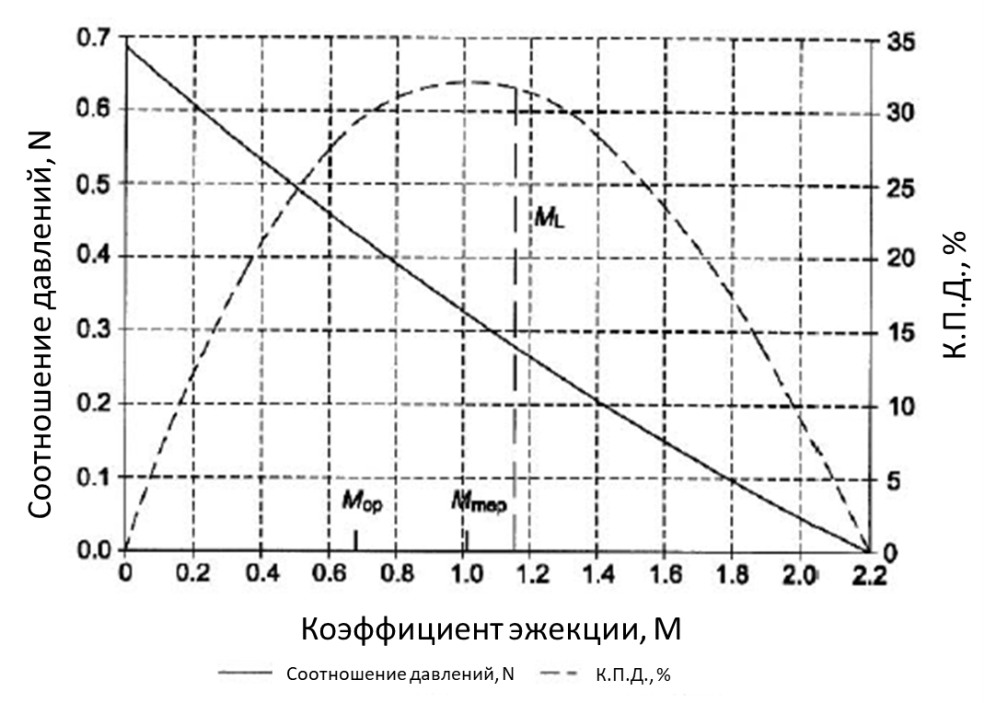 0.7
0.6
0.5
0.4
0.3
0.2
0.1
0.0
Соотношение давлений, N
35
30
25
20
15
10
5
0
К.П.Д., %
ML
Mop
Mmep
0 0.2 0.4 0.6 0.8 1.0 1.2 1.4 1.6 1.8 2.0 2.2
Коэффициент эжекции, М
Соотношение давлений, N К.П.Д., %